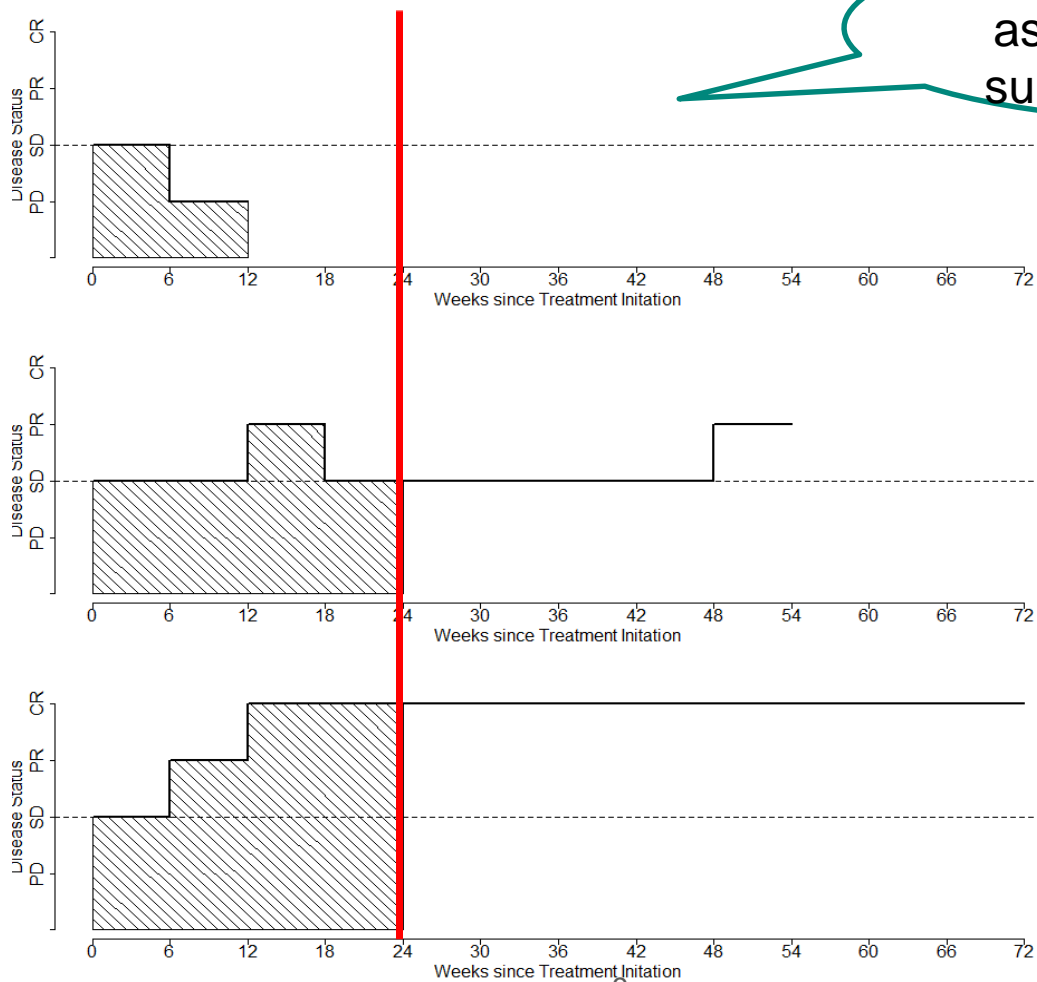 as
su
CR
PR
SD
PD
Disease Status
0 6 12 18 24 30 36 42 48 54 60 66 72
Weeks since Treatment Initation
CR
PR
SD
PD
Disease Status
0 6 12 18 24 30 36 42 48 54 60 66 72
Weeks since Treatment Initation
CR
PR
SD
PD
Disease Status
0 6 12 18 24 30 36 42 48 54 60 66 72
Weeks since Treatment Initation